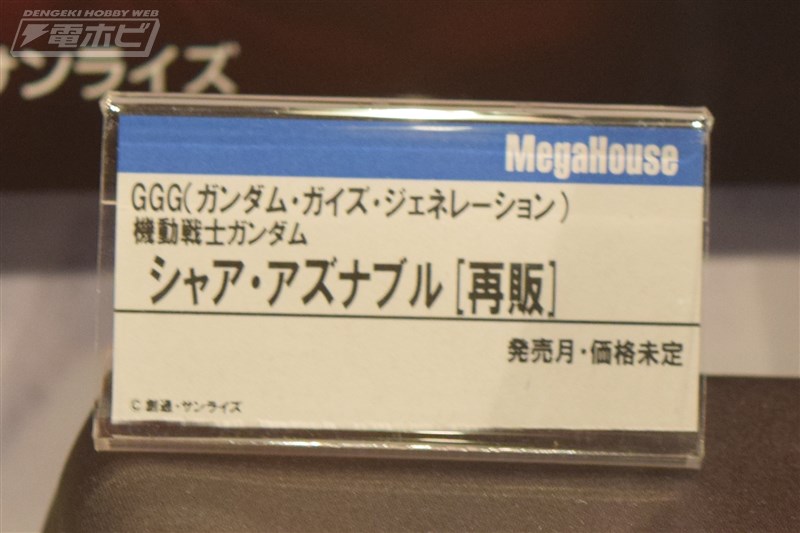 DENGEKI HOBBY WEB
電ホビ
サンライズ
MegaHouse
GGG(ガンダム・ガイズ・ジェネレーション)
機動戦士ガンダム
シャア・アズナブル[再販]
発売月・価格未定
© 創通・サンライズ